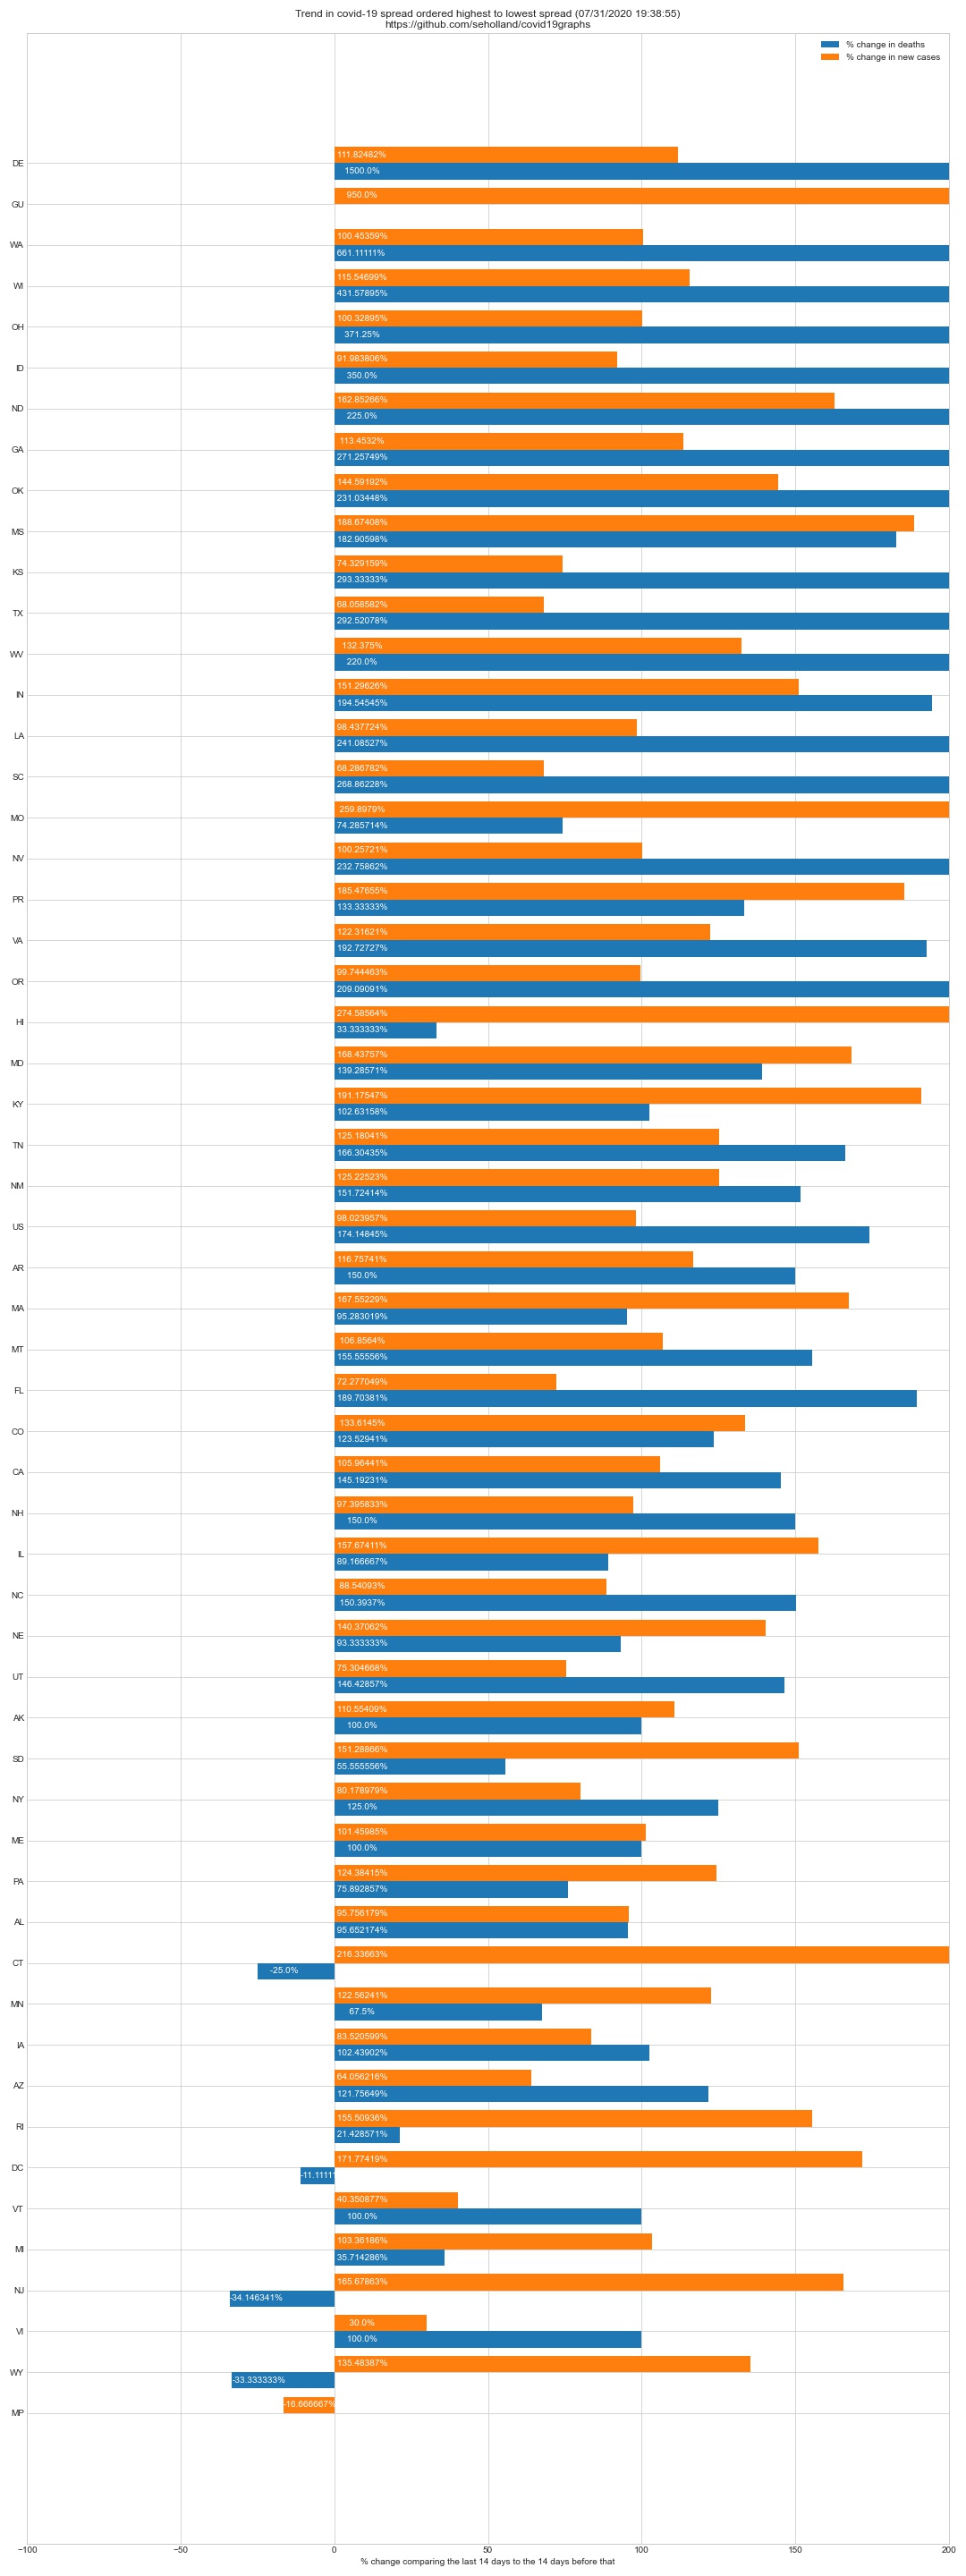 Trend in covid-19 spread ordered highest to lowest spread (07/31/2020 19:38:55)
https://github.com/seholland/covid19graphs
% change in deaths
% change in new cases
111.82482%
DE
1500.0%
950.0%
GU
100.45359%
WA
661.11111%
115.54699%
WI
431.57895%
100.32895%
OH
371.25%
91.983806%
ID
350.0%
162.85266%
ND
225.0%
113.4532%
GA
271.25749%
144.59192%
OK
231.03448%
188.67408%
MS
182.90598%
74.329159%
KS
293.33333%
68.058582%
TX
292.52078%
132.375%
WV
220.0%
151.29626%
IN
194.54545%
98.437724%
LA
241.08527%
68.286782%
SC
268.86228%
259.8979%
MO
74.285714%
100.25721%
NV
232.75862%
185.47655%
PR
133.33333%
122.31621%
VA
192.72727%
99.744463%
OR
209.09091%
274.58564%
HI
33.333333%
168.43757%
MD
139.28571%
191.17547%
KY
102.63158%
125.18041%
TN
166.30435%
125.22523%
NM
151.72414%
98.023957%
US
174.14845%
116.75741%
AR
150.0%
167.55229%
MA
95.283019%
106.8564%
MT
155.55556%
72.277049%
FL
189.70381%
133.6145%
CO
123.52941%
105.96441%
CA
145.19231%
97.395833%
NH
150.0%
157.67411%
IL
89.166667%
88.54093%
NC
150.3937%
140.37062%
NE
93.333333%
75.304668%
UT
146.42857%
110.55409%
AK
100.0%
151.28866%
SD
55.555556%
80.178979%
NY
125.0%
101.45985%
ME
100.0%
124.38415%
PA
75.892857%
95.756179%
AL
95.652174%
216.33663%
CT
-25.0%
122.56241%
MN
67.5%
83.520599%
IA
102.43902%
64.056216%
AZ
121.75649%
155.50936%
RI
21.428571%
171.77419%
DC
-11.1111
40.350877%
VT
100.0%
103.36186%
MI
35.714286%
165.67863%
NJ
-34.146341%
30.0%
VI
100.0%
135.48387%
WY
-33.333333%
-16.666667%
MP
−100 −50 0 50 100 150 200
% change comparing the last 14 days to the 14 days before that